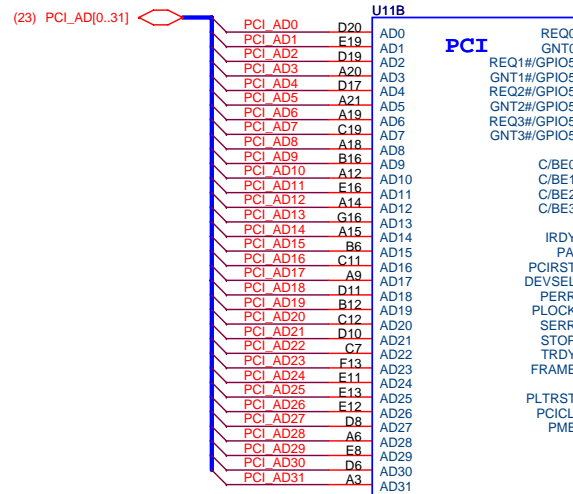 U11B
(23) PCI_AD[0..31]
PCI
PCI_AD0 D20 AD0 REQ0
PCI_AD1 E19 AD1 GNT0
PCI_AD2 D19 AD2 REQ1#/GPIO5
PCI_AD3 A20 AD3 GNT1#/GPIO5
PCI_AD4 D17 AD4 REQ2#/GPIO5
PCI_AD5 A21 AD5 GNT2#/GPIO5
PCI_AD6 A19 AD6 REQ3#/GPIO5
PCI_AD7 C19 AD7 GNT3#/GPIO5
PCI_AD8 A18 AD8
PCI_AD9 B16 AD9 C/BE0
PCI_AD10 A12 AD10 C/BE1
PCI_AD11 E16 AD11 C/BE2
PCI_AD12 A14 AD12 C/BE3
PCI_AD13 G16 AD13
PCI_AD14 A15 AD14 IRDY
PCI_AD15 B6 AD15 PA
PCI_AD16 C11 AD16 PCIRST
PCI_AD17 A9 AD17 DEVSEL
PCI_AD18 D11 AD18 PERR
PCI_AD19 B12 AD19 PLOCK
PCI_AD20 C12 AD20 SERR
PCI_AD21 D10 AD21 STOP
PCI_AD22 C7 AD22 TRDY
PCI_AD23 F13 AD23 FRAME
PCI_AD24 E11 AD24
PCI_AD25 E13 AD25 PLTRST
PCI_AD26 E12 AD26 PCICL
PCI_AD27 D8 AD27 PME
PCI_AD28 A6 AD28
PCI_AD29 E8 AD29
PCI_AD30 D6 AD30
PCI_AD31 A3 AD31